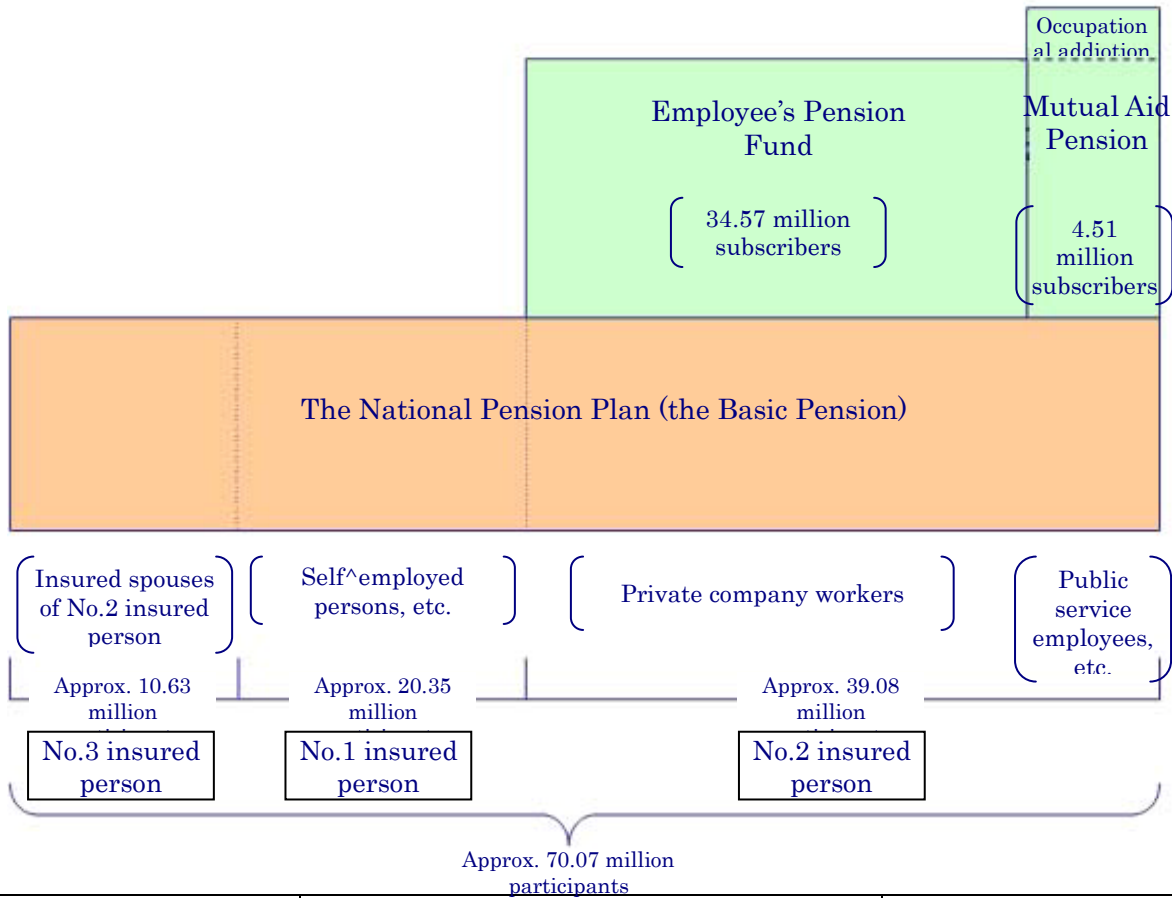 Occupation
al addiotion
Employee's Pension
Fund
34.57 million
subscribers
Mutual Aid
Pension
4.51
million
subscribers
The National Pension Plan (the Basic Pension)
Insured spouses
of No.2 insured
person
Self^employed
persons, etc.
Private company workers
Public
service
employees,
etc.
Approx. 10.63
million
Approx. 20.35
million
Approx. 39.08
million
No.3 insured
person
No.1 insured
person
No.2 insured
person
Approx. 70.07 million
participants